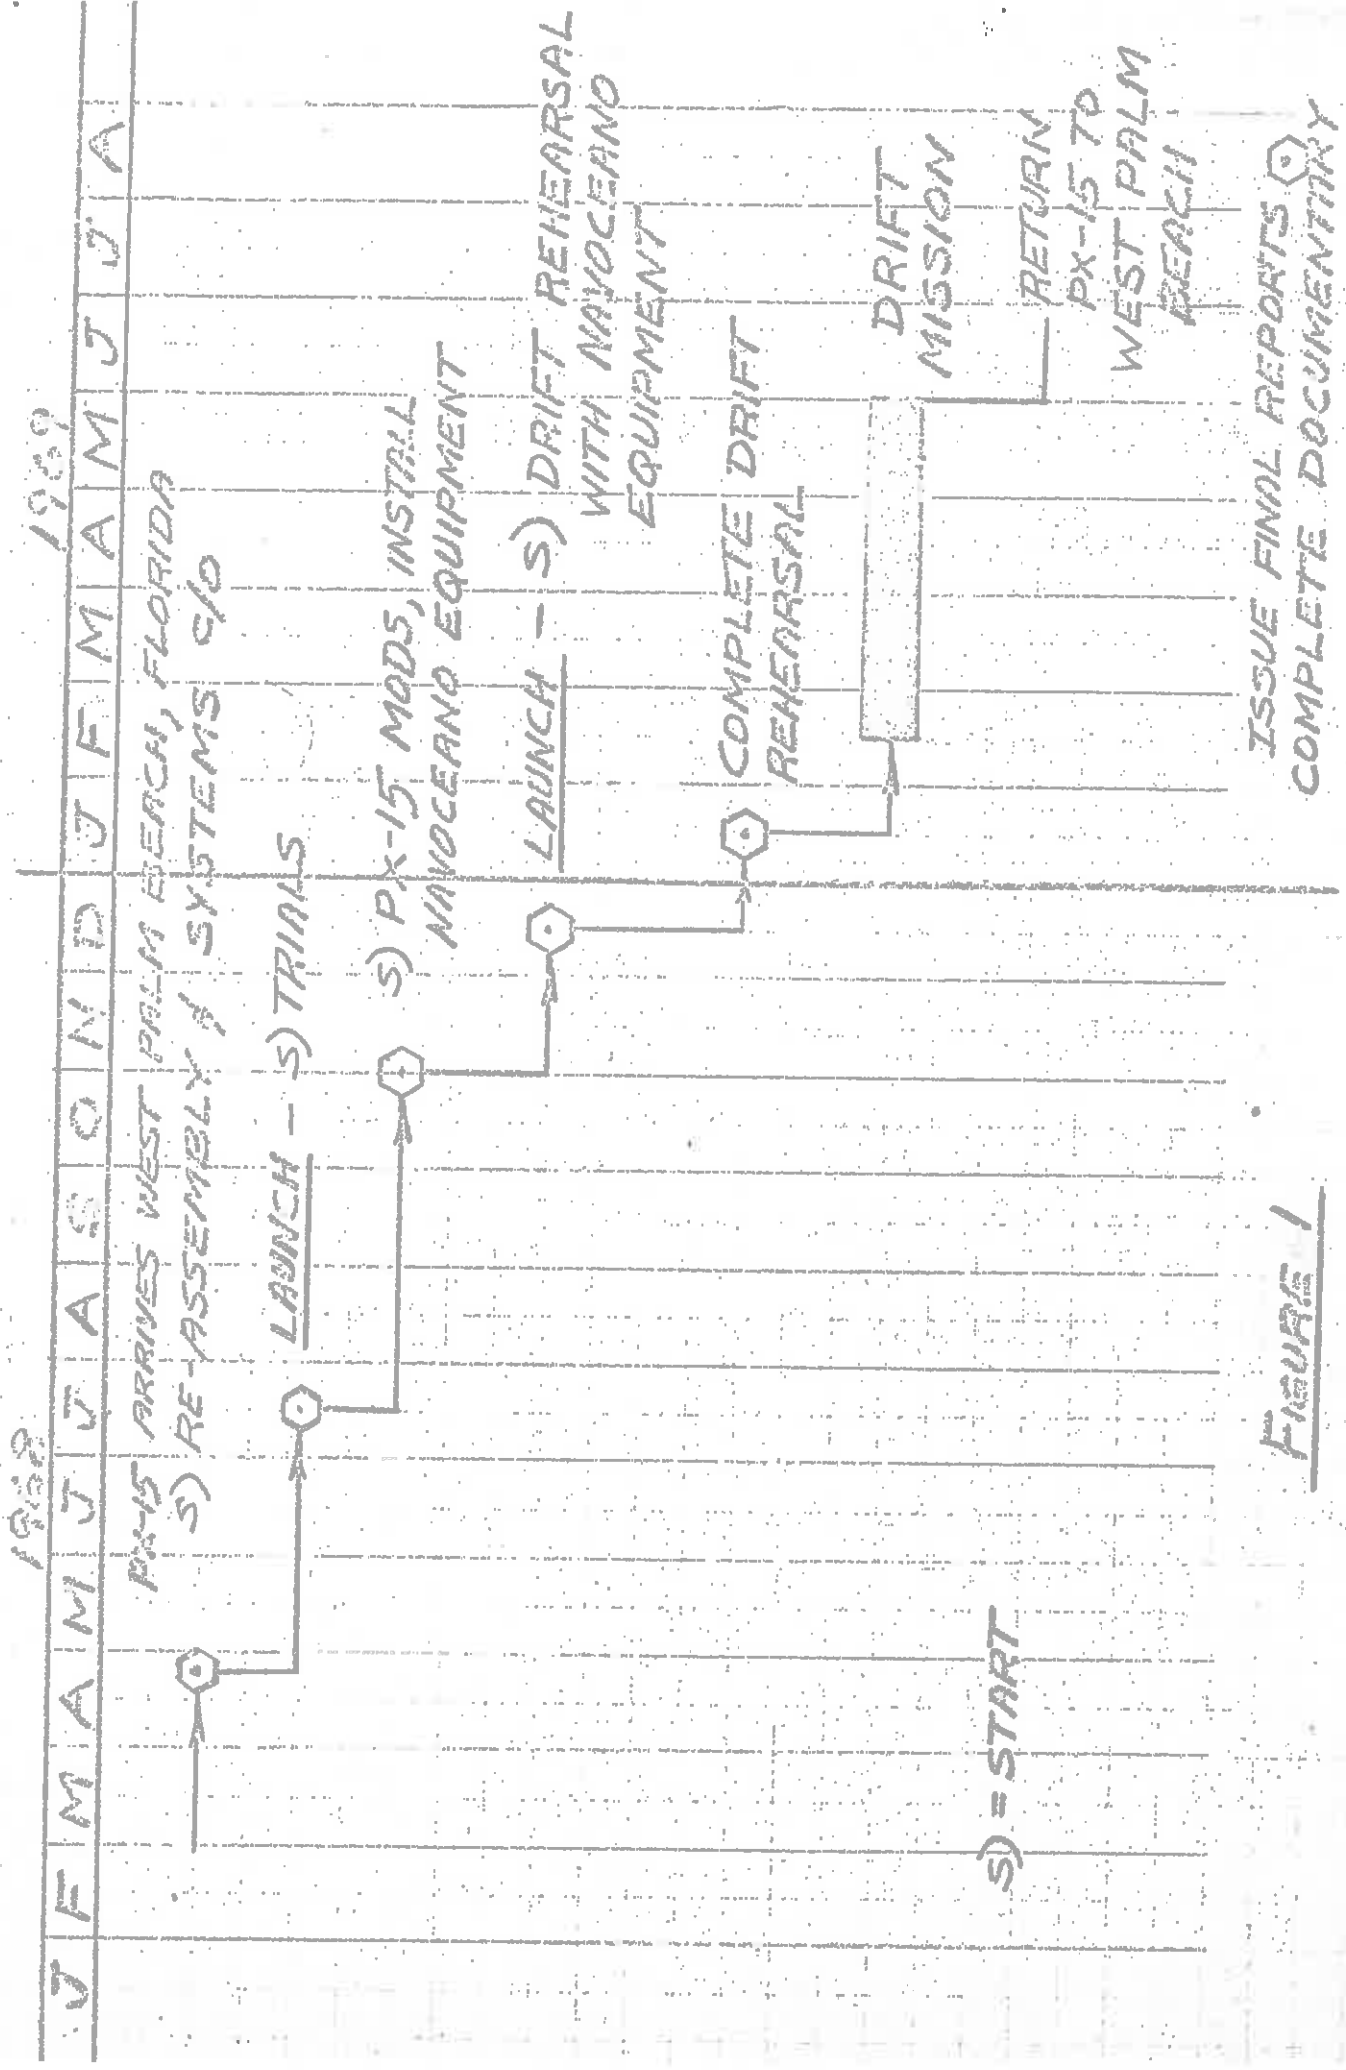 1968 1969
J F M A M J J A S O N D J F M A M J J A
PX-15 ARRIVES WEST PALM BEACH, FLORIDA
S) RE-ASSEMBLY & SYSTEMS C/O
LAUNCH - S) TRIALS
S) PX-15 MODS, INSTALL
NAVOCEANO EQUIPMENT
LAUNCH - S) DRIFT REHEARSAL
WITH NAVOCEANO
EQUIPMENT
COMPLETE DRIFT
REHEARSAL
DRIFT
MISSION
RETURN
PX-15 TO
WEST PALM
BEACH
S) = START
ISSUE FINAL REPORTS
COMPLETE DOCUMENTARY
FIGURE 1